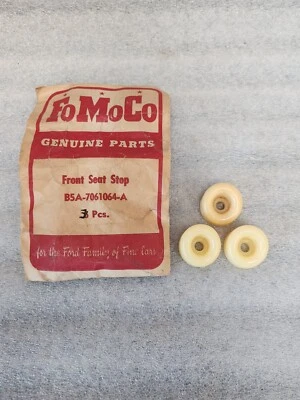 FoMoCo
GENUINE PARTS
Front Seat Stop
B5A-7061064-A
3 Pcs.
for the Ford Family of Fine Cars